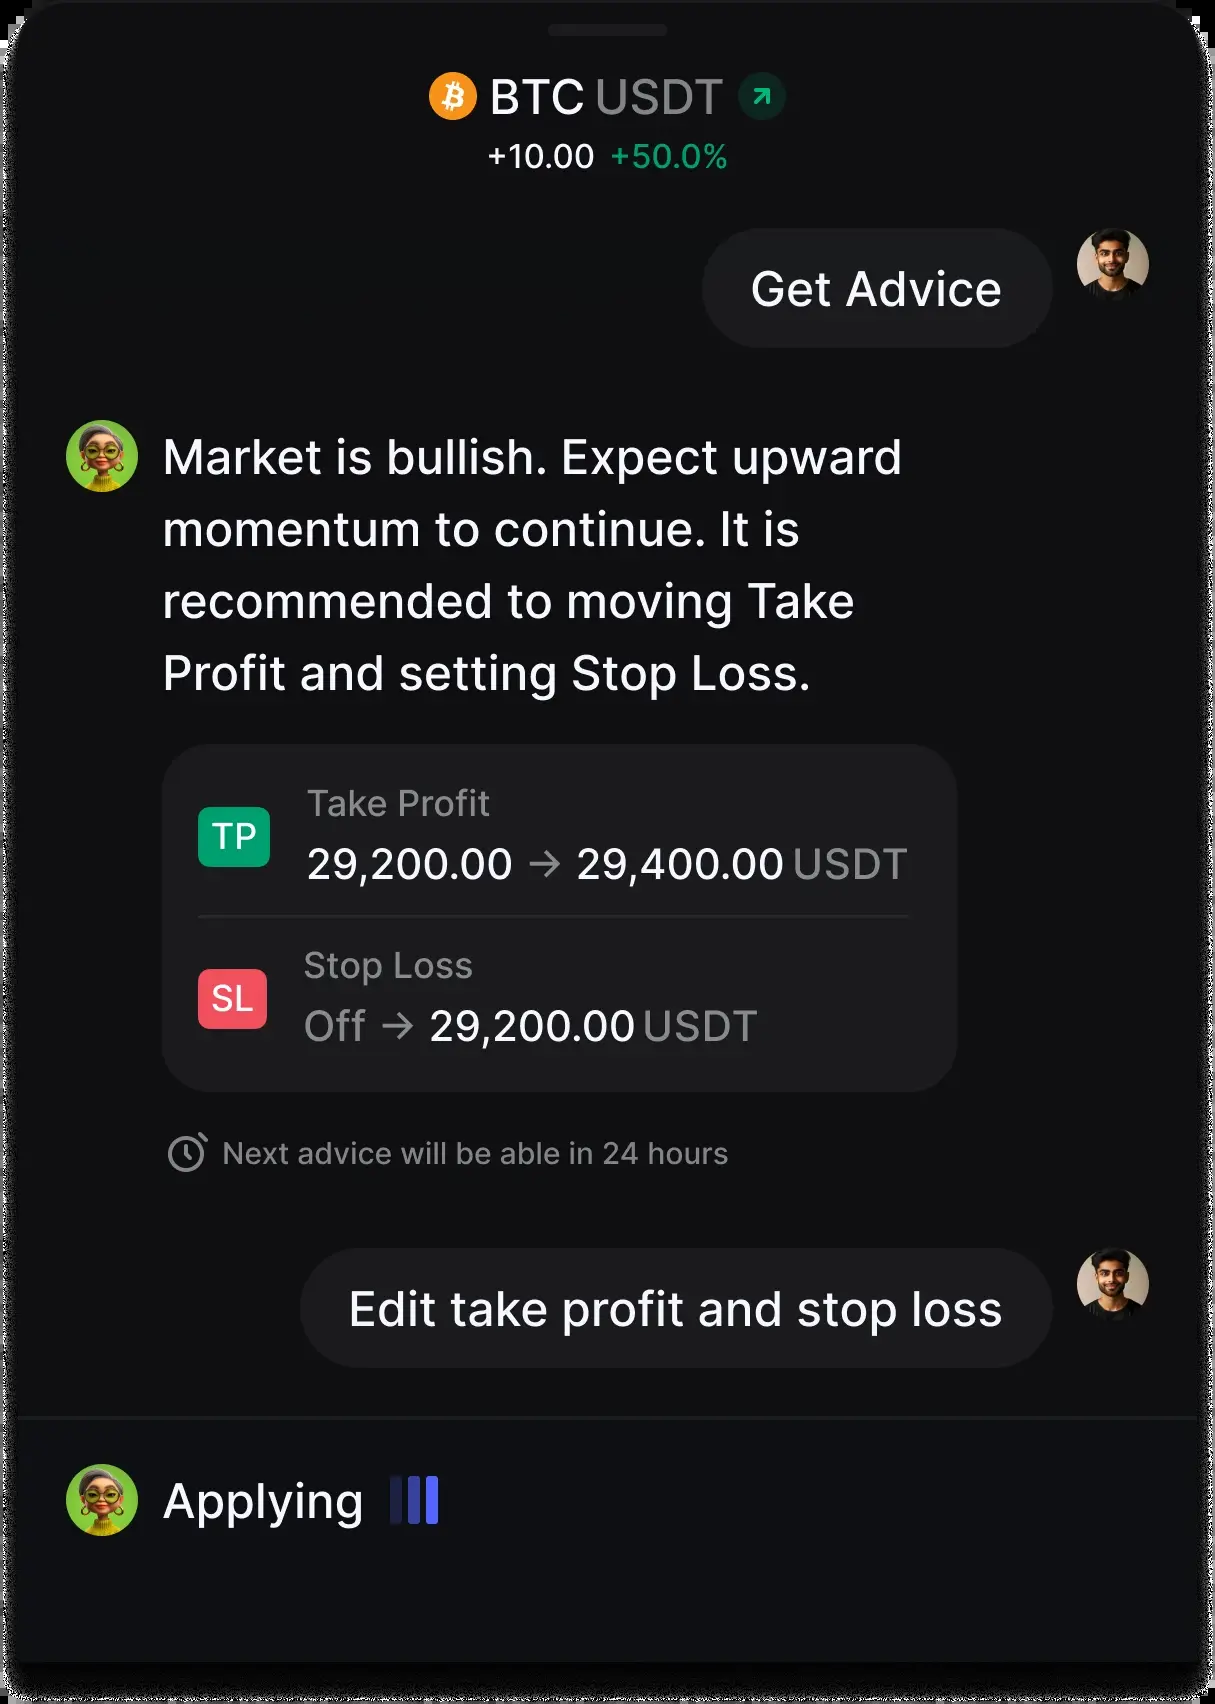 BTC USDT
+10.00 +50.0%
Get Advice
Market is bullish. Expect upward
momentum to continue. It is
recommended to moving Take
Profit and setting Stop Loss.
TP
Take Profit
29,200.00 → 29,400.00 USDT
SL
Stop Loss
Off → 29,200.00 USDT
Next advice will be able in 24 hours
Edit take profit and stop loss
Applying